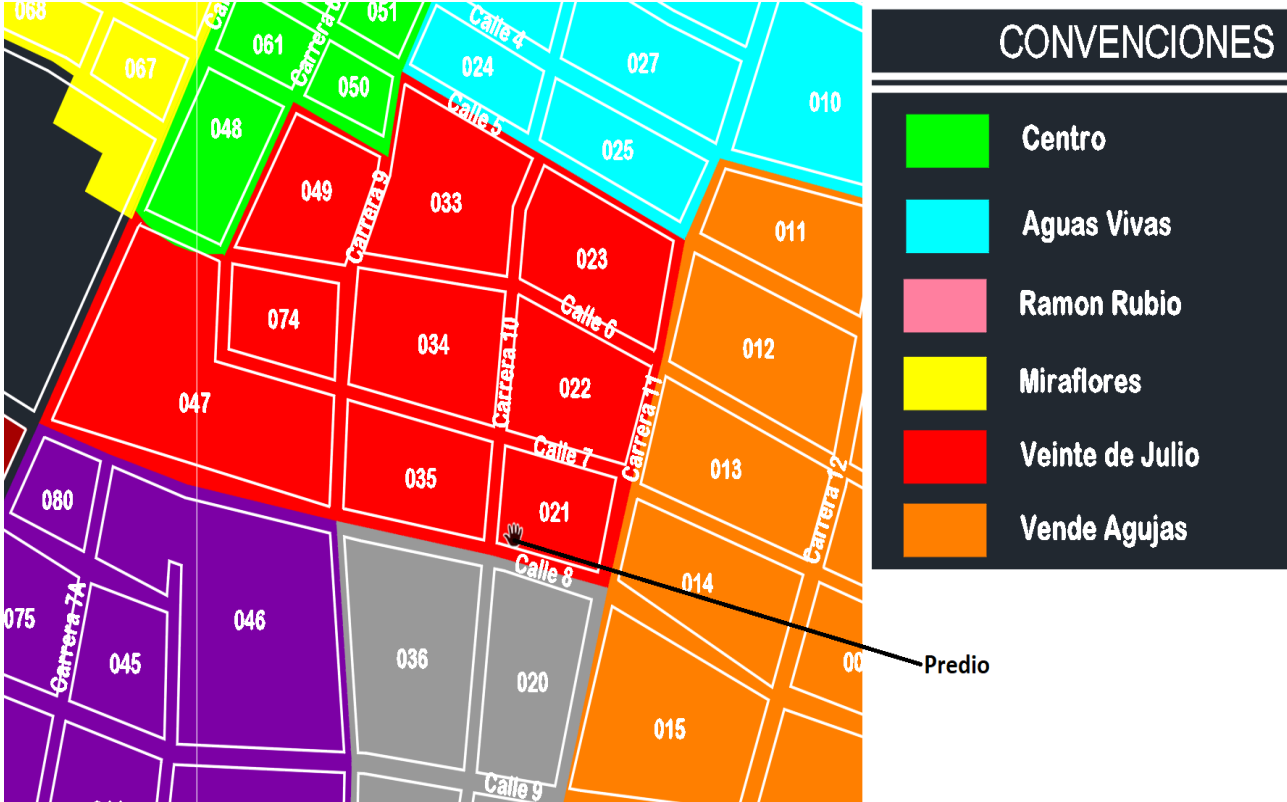 CONVENCIONES
Centro
Aguas Vivas
Ramon Rubio
Miraflores
Veinte de Julio
Vende Agujas
Predio
068
067
061
051
050
048
049
Calle 4
024
027
010
Calle 5
025
033
Carrera 9
023
011
074
034
Calle 6
012
Carrera 10
022
Carrera 11
047
035
Calle 7
013
Carrera 12
021
080
Calle 8
014
046
075
Carrera 7A
045
036
020
015
Calle 9